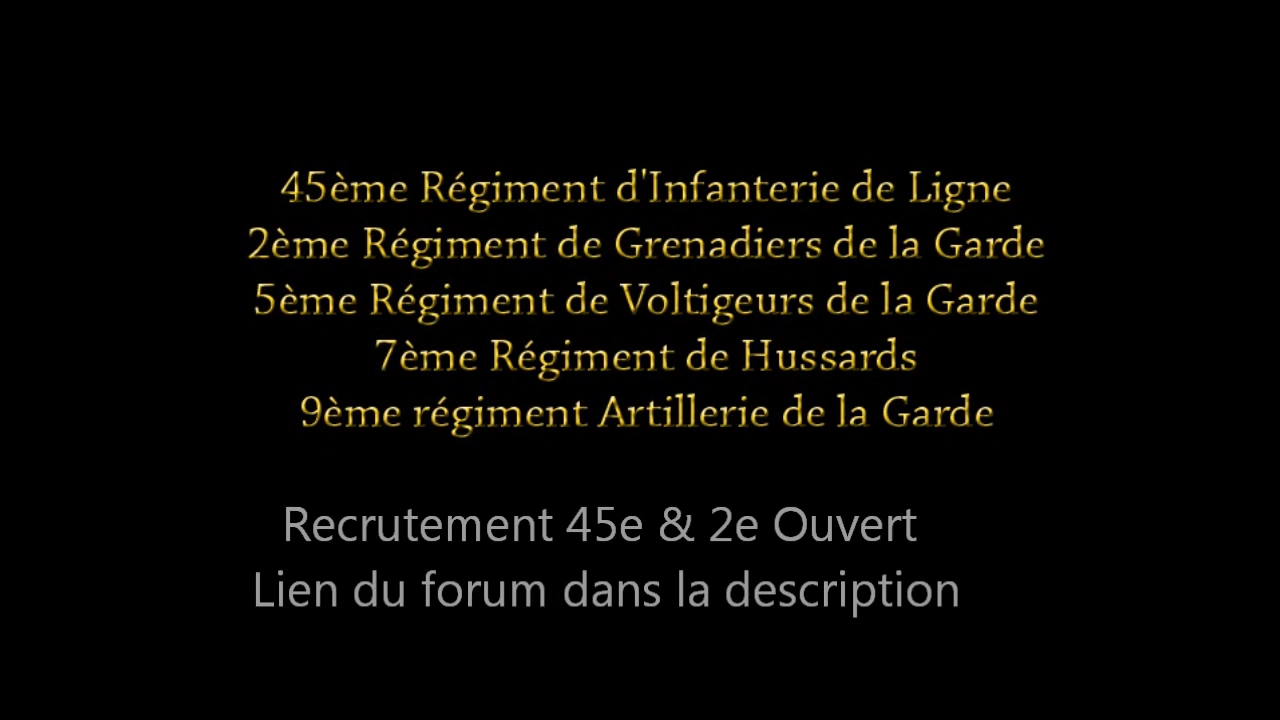 45ème Régiment d'Infanterie de Ligne
2ème Régiment de Grenadiers de la Garde
5ème Régiment de Voltigeurs de la Garde
7ème Régiment de Hussards
9ème régiment Artillerie de la Garde
Recrutement 45e & 2e Ouvert
Lien du forum dans la description